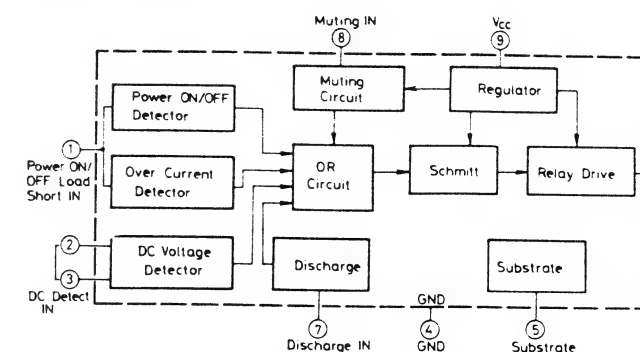 Muting IN
8
Vcc
9
Power ON/OFF
Detector
Muting
Circuit
Regulator
1
Power ON/
OFF Load
Short IN
Over Current
Detector
OR
Circuit
Schmitt
Relay Drive
2
3
DC Detect
IN
DC Voltage
Detector
Discharge
Substrate
GND
7
Discharge IN
4
GND
5
Substrate